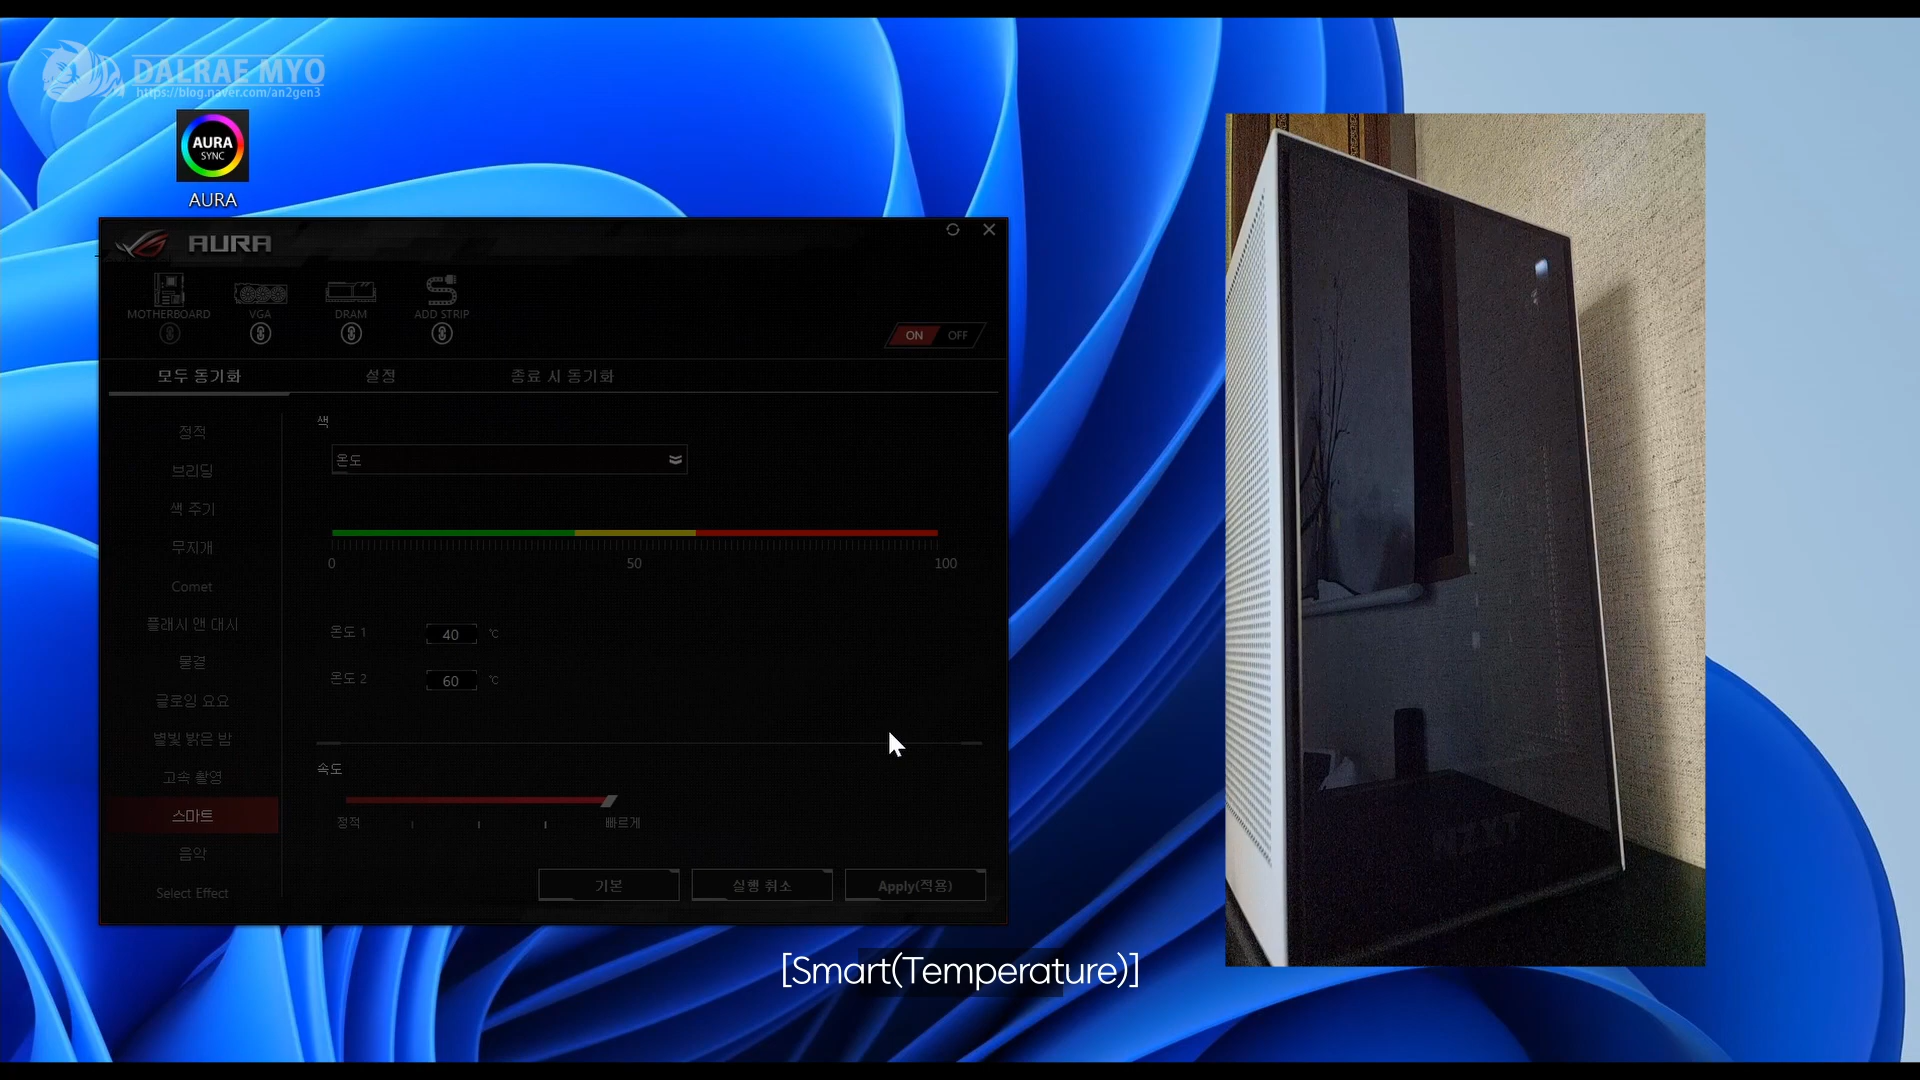 DALRAE MYO
https://blog.naver.com/an2gen3
AURA
SYNC
AURA
AURA
MOTHERBOARD
VGA
DRAM
ADD STRIP
ON
OFF
모두 동기화
설정
종료 시 동기화
정적
브리딩
색 주기
무지개
Comet
플래시 앤 대시
물결
글로잉 요요
별빛 밝은 밤
고속 촬영
스마트
음악
Select Effect
색
온도
0
50
100
온도 1
40
℃
온도 2
60
℃
속도
정적
빠르게
기본
실행 취소
Apply(적용)
NZXT
[Smart(Temperature)]